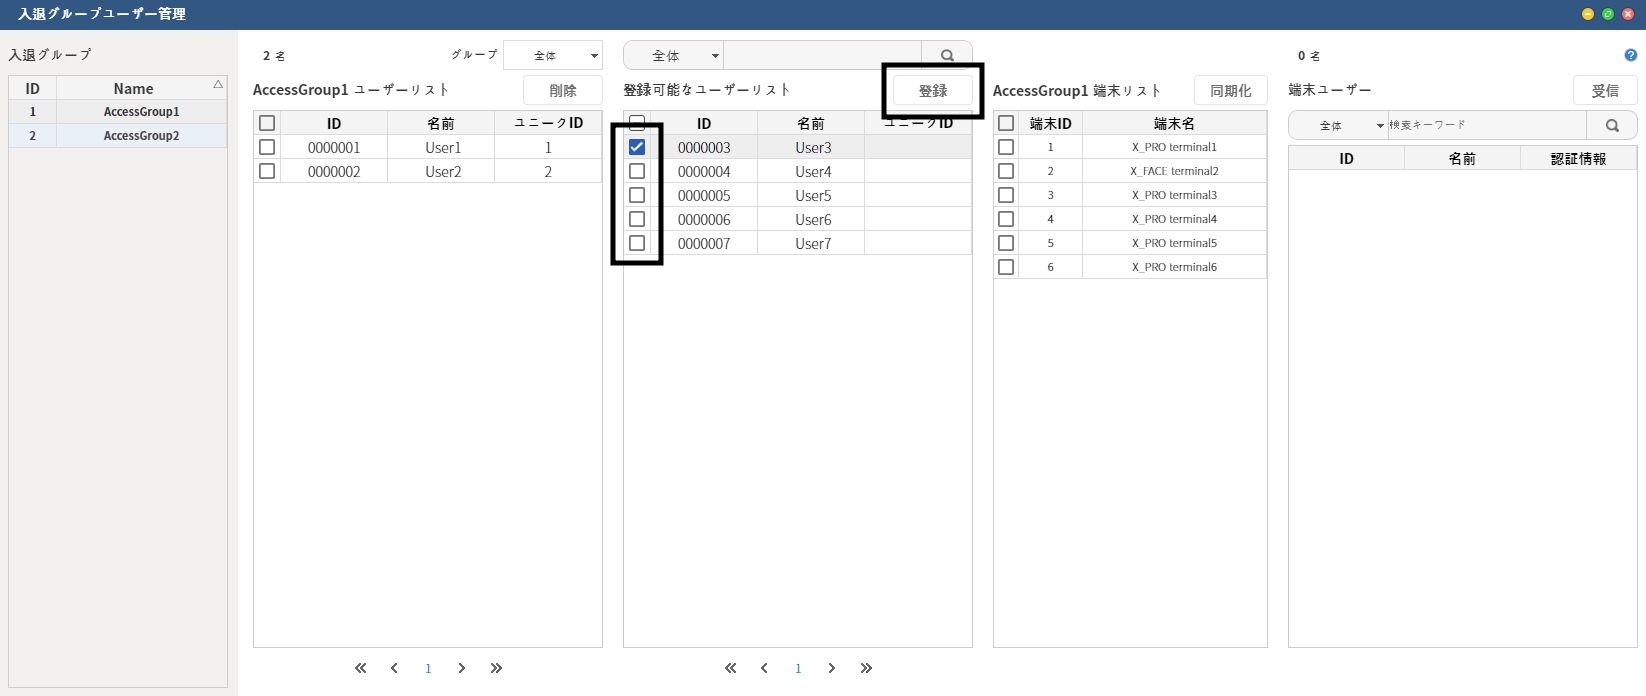 入退グループユーザー管理
入退グループ
ID Name
1 AccessGroup1
2 AccessGroup2
2 名 グループ 全体
AccessGroup1 ユーザーリスト 削除
ID 名前 ユニークID
0000001 User1 1
0000002 User2 2
« ‹ 1 › »
全体
登録可能なユーザーリスト 登録
ID 名前 ユニークID
0000003 User3
0000004 User4
0000005 User5
0000006 User6
0000007 User7
« ‹ 1 › »
AccessGroup1 端末リスト 同期化
端末ID 端末名
1 X_PRO terminal1
2 X_FACE terminal2
3 X_PRO terminal3
4 X_PRO terminal4
5 X_PRO terminal5
6 X_PRO terminal6
0 名 ?
端末ユーザー 受信
全体 検索キーワード
ID 名前 認証情報